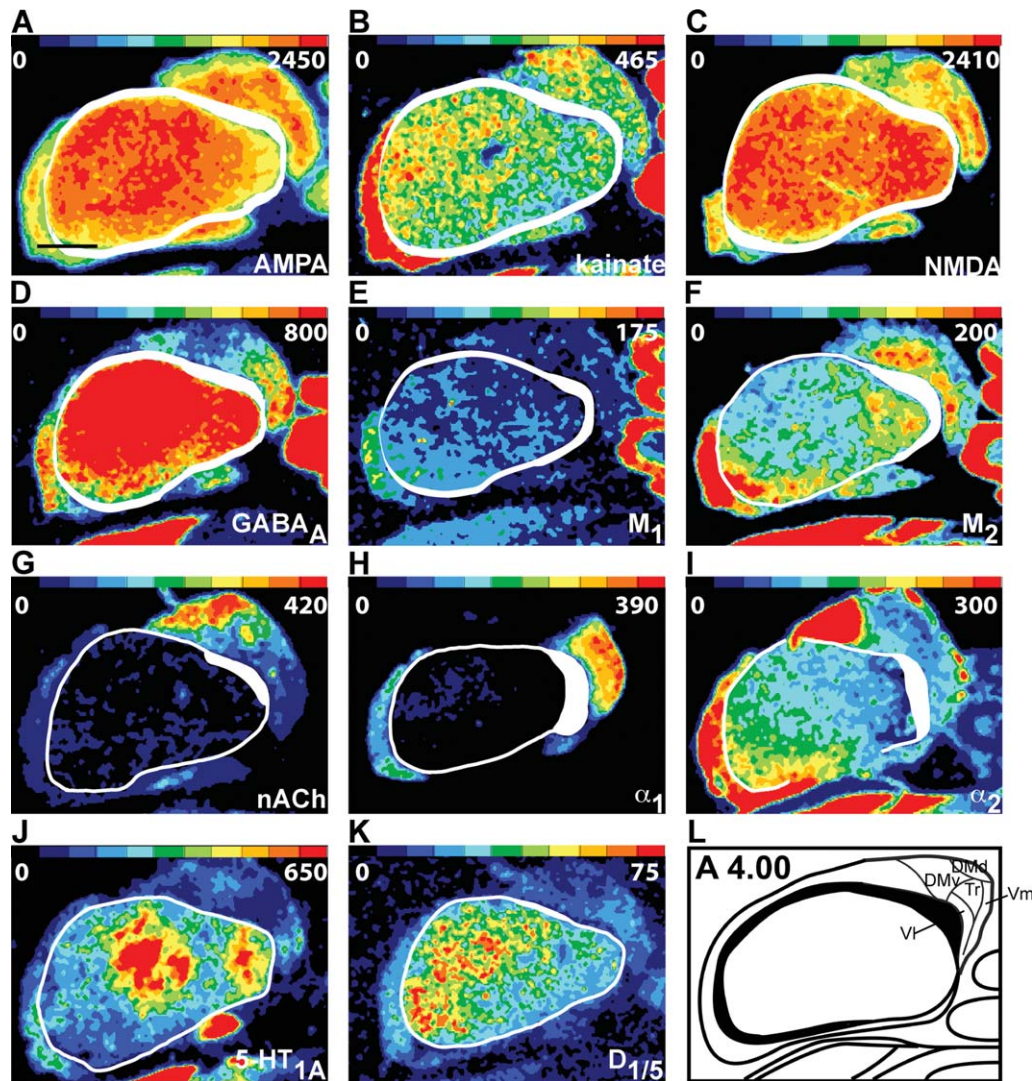 A
0 2450
AMPA
B
0 465
kainate
C
0 2410
NMDA
D
0 800
GABA A
E
0 175
M1
F
0 200
M2
G
0 420
nACh
H
0 390
α1
I
0 300
α2
J
0 650
5-HT1A
K
0 75
D1/5
L
A 4.00
DMd
DMv
Tr
Vm
Vl